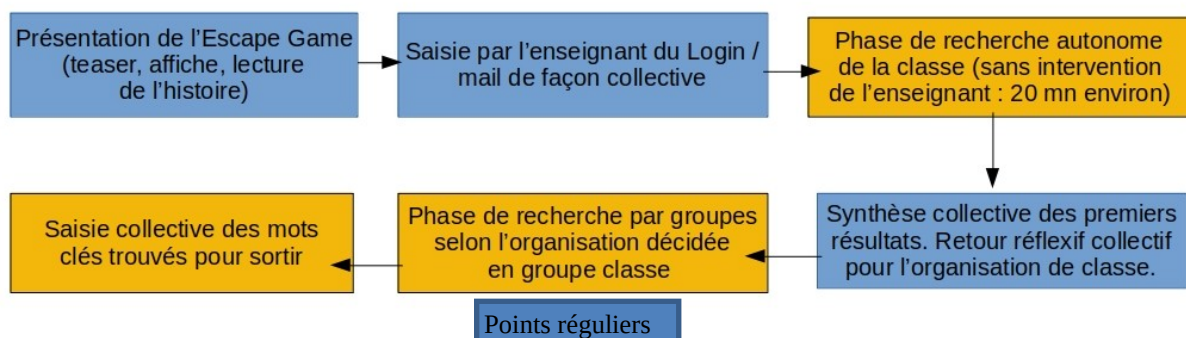 Présentation de l’Escape Game
(teaser, affiche, lecture
de l’histoire)
Saisie par l’enseignant du Login /
mail de façon collective
Phase de recherche autonome
de la classe (sans intervention
de l’enseignant : 20 mn environ)
Synthèse collective des premiers
résultats. Retour réflexif collectif
pour l’organisation de classe.
Phase de recherche par groupes
selon l’organisation décidée
en groupe classe
Saisie collective des mots
clés trouvés pour sortir
Points réguliers